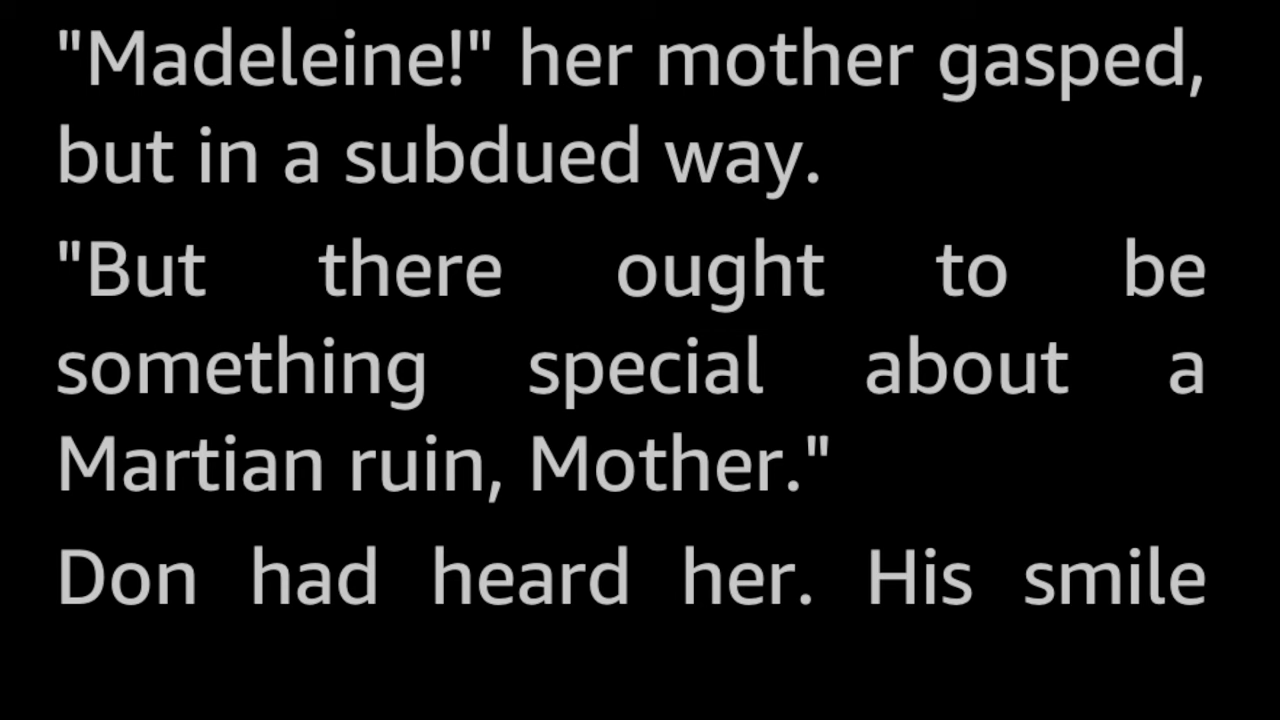 "Madeleine!" her mother gasped,
but in a subdued way.
"But there ought to be
something special about a
Martian ruin, Mother."
Don had heard her. His smile